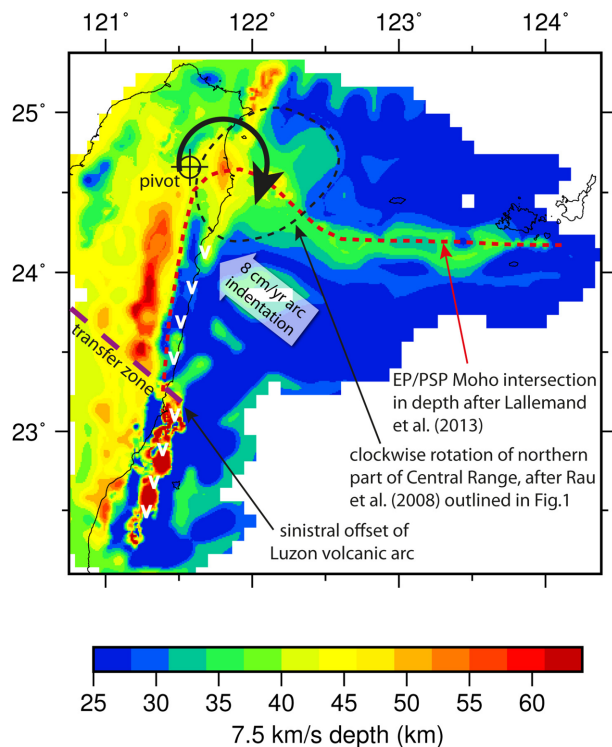 121° 122° 123° 124°
25°
24°
23°
pivot
8 cm/yr arc
indentation
transfer zone
EP/PSP Moho intersection
in depth after Lallemand
et al. (2013)
clockwise rotation of northern
part of Central Range, after Rau
et al. (2008) outlined in Fig.1
sinistral offset of
Luzon volcanic arc
V
V
V
V
V
V
V
V
25 30 35 40 45 50 55 60
7.5 km/s depth (km)